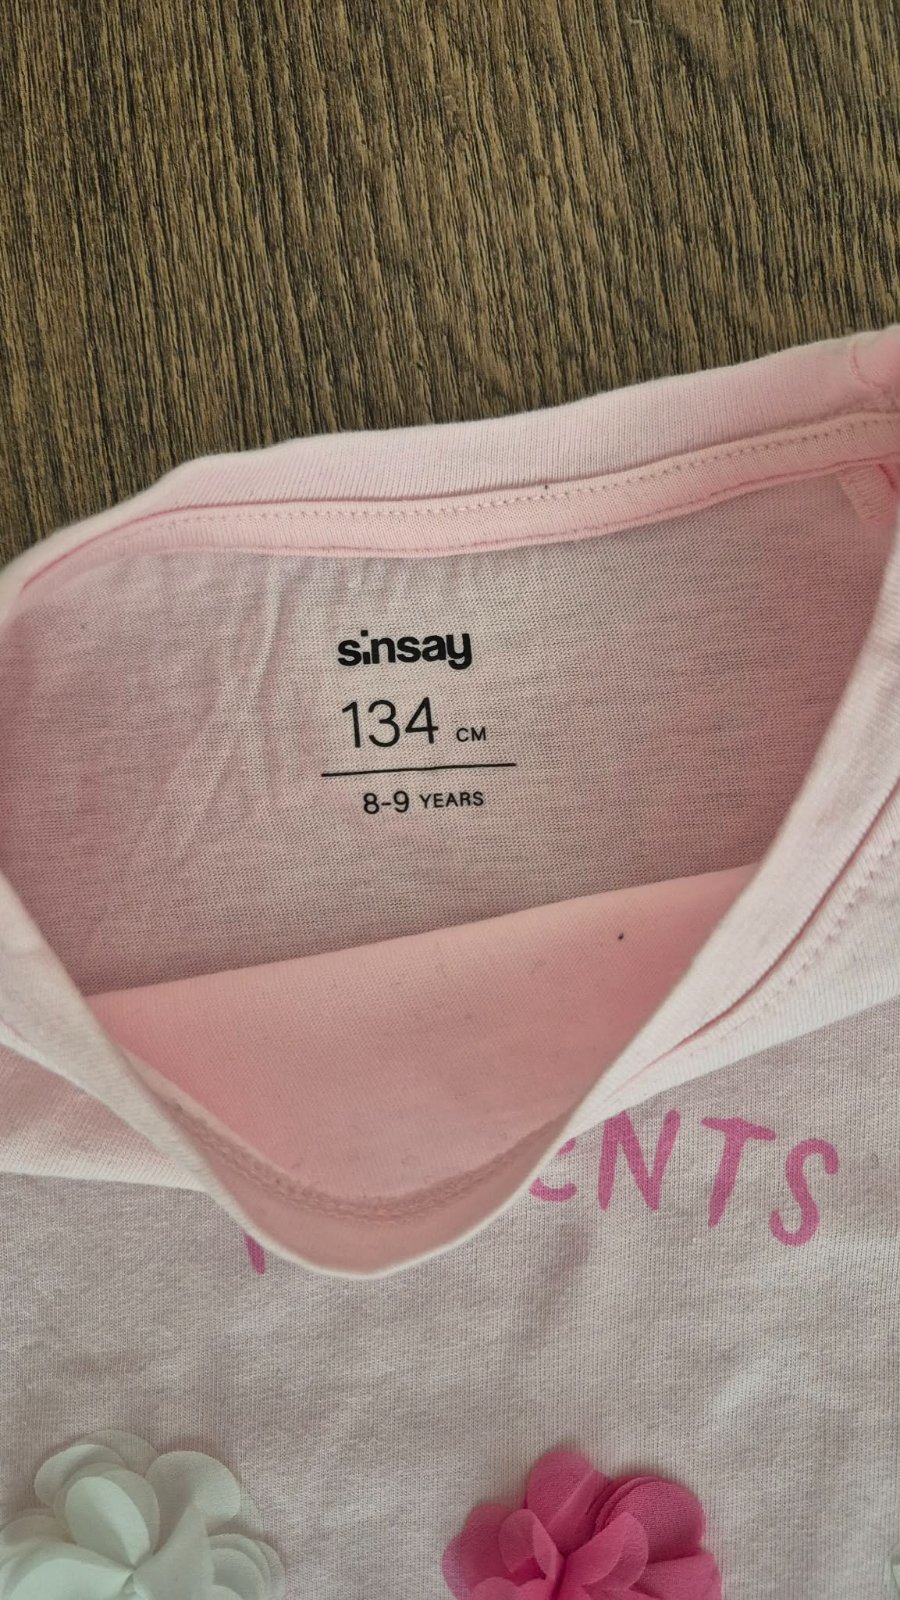 sinsay
134 CM
8-9 YEARS